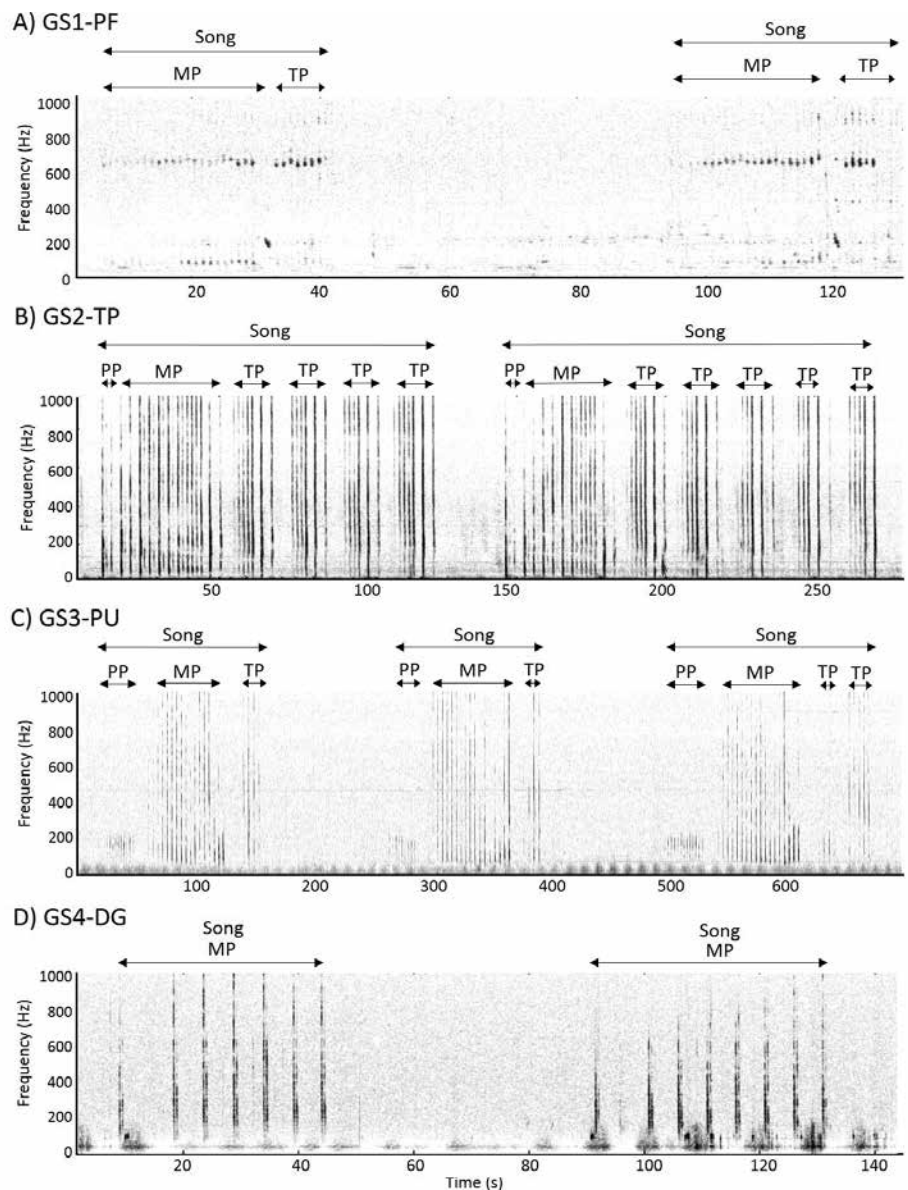 A) GS1-PF
Song Song
MP TP MP TP
1000
800
600
400
200
0
Frequency (Hz)
20 40 60 80 100 120
B) GS2-TP
Song Song
PP MP TP TP TP TP PP MP TP TP TP TP TP
1000
800
600
400
200
0
Frequency (Hz)
50 100 150 200 250
C) GS3-PU
Song Song Song
PP MP TP PP MP TP PP MP TP TP
1000
800
600
400
200
0
Frequency (Hz)
100 200 300 400 500 600
D) GS4-DG
Song Song
MP MP
1000
800
600
400
200
0
Frequency (Hz)
20 40 60 80 100 120 140
Time (s)